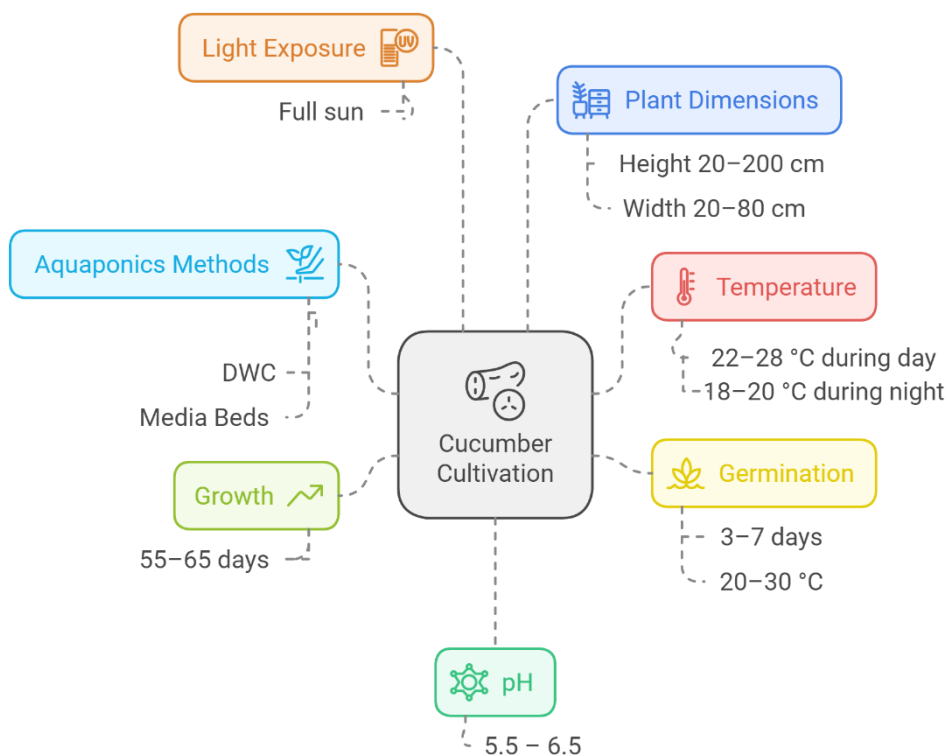 Light Exposure
UV
Full sun
Plant Dimensions
Height 20–200 cm
Width 20–80 cm
Aquaponics Methods
DWC
Media Beds
Temperature
22–28 °C during day
18–20 °C during night
Cucumber
Cultivation
Growth
55–65 days
Germination
3–7 days
20–30 °C
pH
5.5 – 6.5